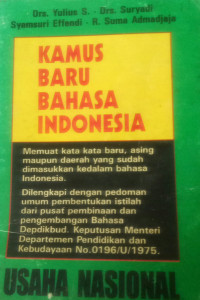 Drs. Yulius S. - Drs. Suryadi
Syamsuri Effendi - R. Suma Admadjaja
KAMUS
BARU
BAHASA
INDONESIA
Memuat kata kata baru, asing
maupun daerah yang sudah
dimasukkan kedalam bahasa
Indonesia.
Dilengkapi dengan pedoman
umum pembentukan istilah
dari pusat pembinaan dan
pengembangan Bahasa
Depdikbud. Keputusan Menteri
Departemen Pendidikan dan
Kebudayaan No.0196/U/1975.
USAHA NASIONAL